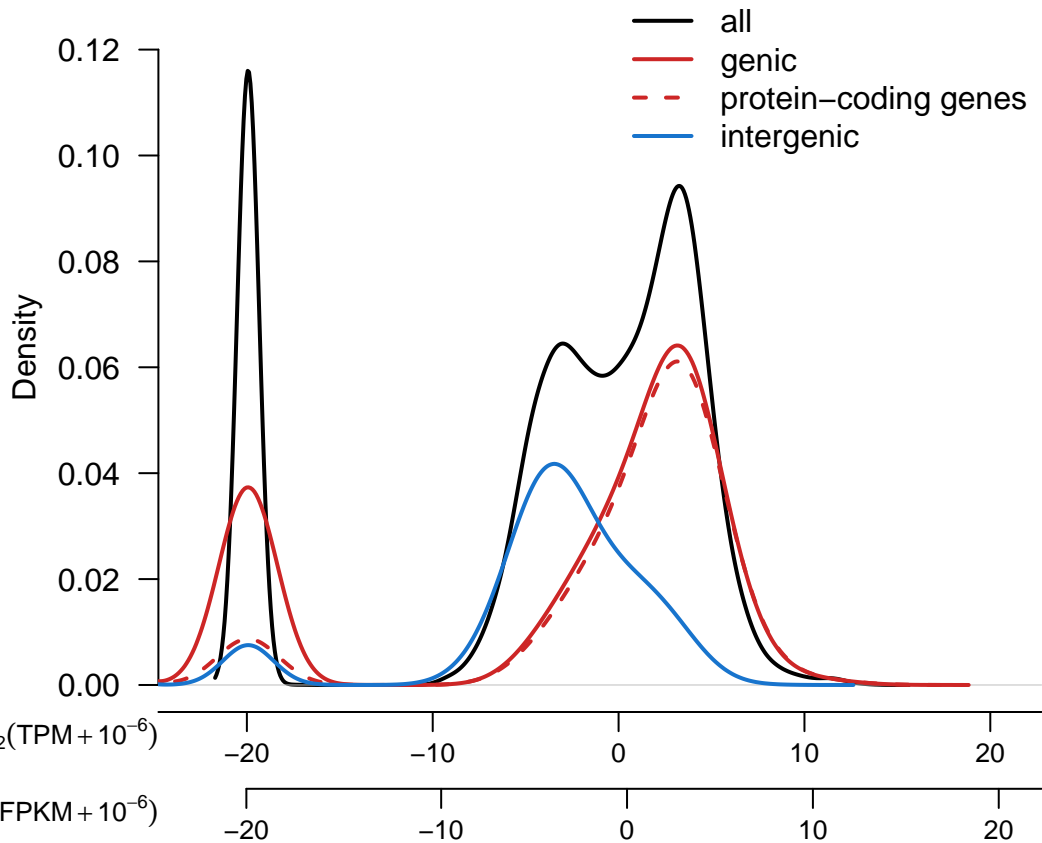 all
genic
protein−coding genes
intergenic
0.12
0.10
0.08
0.06
0.04
0.02
0.00
Density
₂(TPM+10⁻⁶)
−20 −10 0 10 20
FPKM+10⁻⁶)
−20 −10 0 10 20